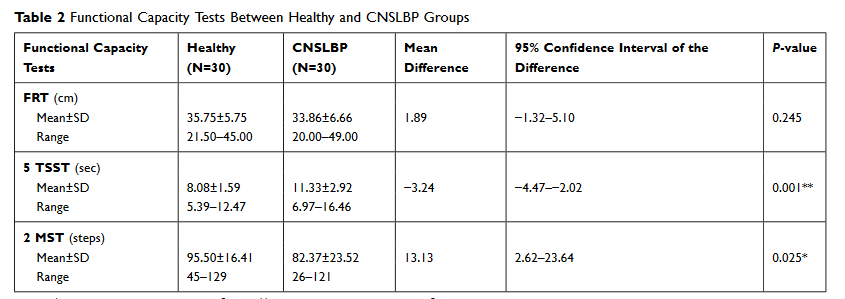 Table 2 Functional Capacity Tests Between Healthy and CNSLBP Groups
Functional Capacity Tests | Healthy (N=30) | CNSLBP (N=30) | Mean Difference | 95% Confidence Interval of the Difference | P-value
FRT (cm)
Mean±SD | 35.75±5.75 | 33.86±6.66 | 1.89 | −1.32–5.10 | 0.245
Range | 21.50–45.00 | 20.00–49.00
5 TSST (sec)
Mean±SD | 8.08±1.59 | 11.33±2.92 | −3.24 | −4.47–−2.02 | 0.001**
Range | 5.39–12.47 | 6.97–16.46
2 MST (steps)
Mean±SD | 95.50±16.41 | 82.37±23.52 | 13.13 | 2.62–23.64 | 0.025*
Range | 45–129 | 26–121